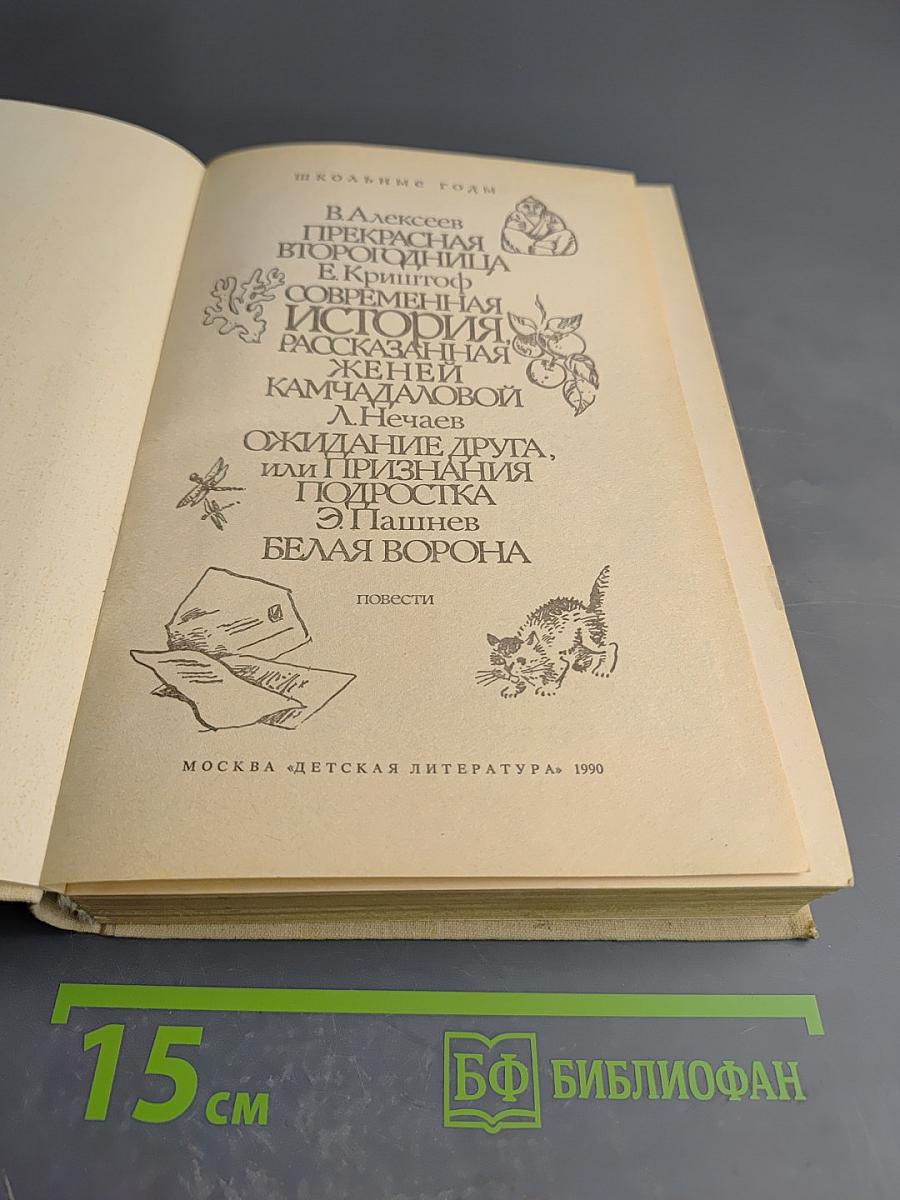 ШКОЛЬНЫЕ ГОДЫ
В. Алексеев
ПРЕКРАСНАЯ
ВТОРОГОДНИЦА
Е. Криштоф
СОВРЕМЕННАЯ
ИСТОРИЯ,
РАССКАЗАННАЯ
ЖЕНЕЙ
КАМЧАДАЛОВОЙ
Л. Нечаев
ОЖИДАНИЕ ДРУГА,
или ПРИЗНАНИЯ
ПОДРОСТКА
Э. Пашнев
БЕЛАЯ ВОРОНА
повести
МОСКВА «ДЕТСКАЯ ЛИТЕРАТУРА» 1990
15 см
БФ БИБЛИОФАН